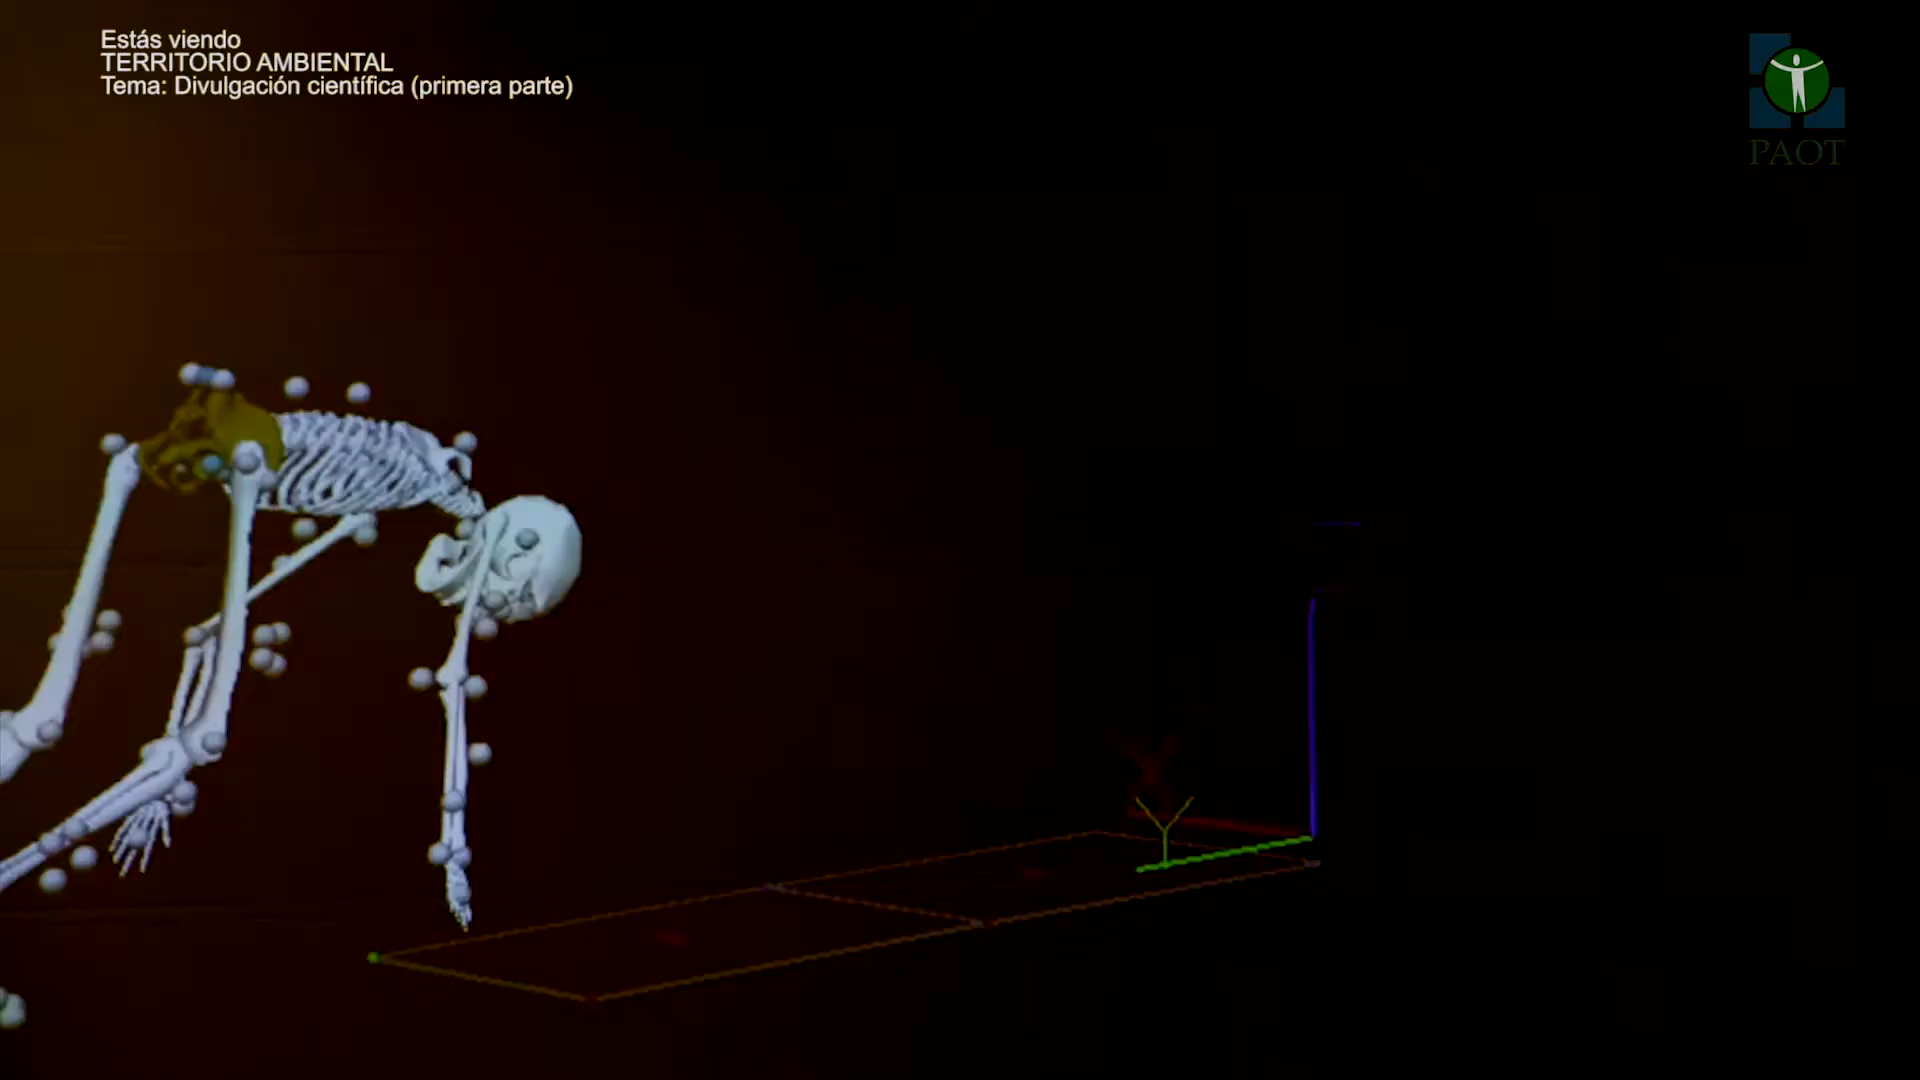 Estás viendo
TERRITORIO AMBIENTAL
Tema: Divulgación científica (primera parte)
PAOT
Y